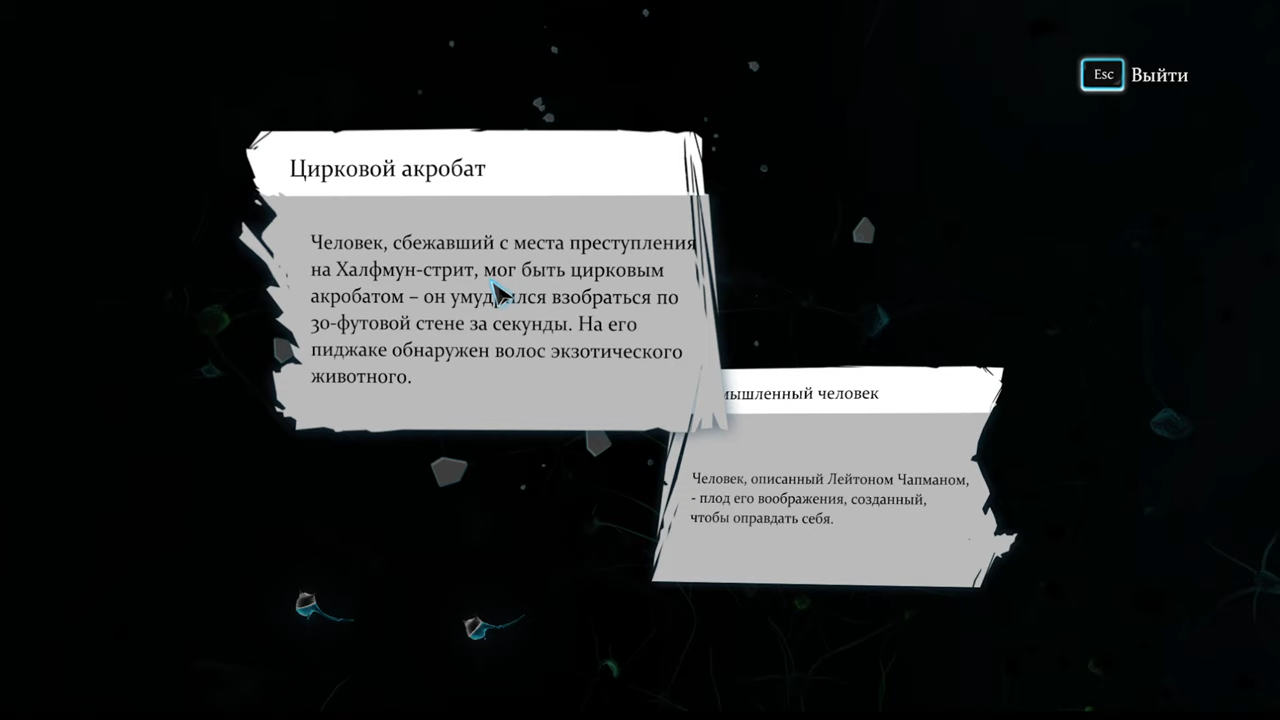 Esc Выйти
Цирковой акробат
Человек, сбежавший с места преступления
на Халфмун-стрит, мог быть цирковым
акробатом – он умудрился взобраться по
30-футовой стене за секунды. На его
пиджаке обнаружен волос экзотического
животного.
человек
Человек, описанный Лейтоном Чапманом,
- плод его воображения, созданный,
чтобы оправдать себя.